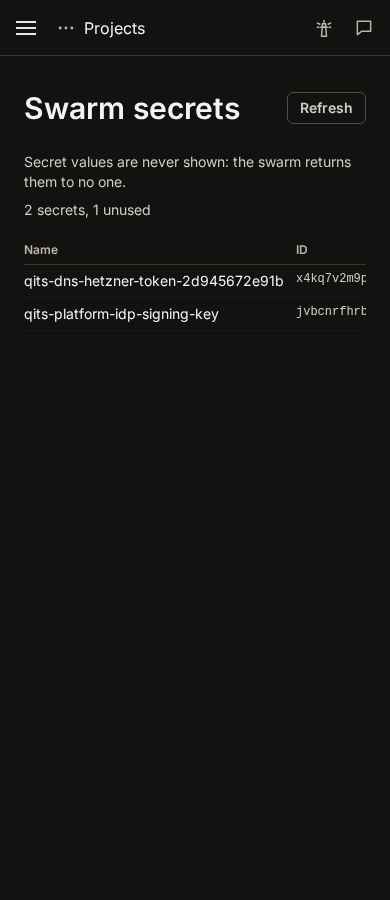 Projects
Swarm secrets
Refresh
Secret values are never shown: the swarm returns
them to no one.
2 secrets, 1 unused
Name ID
qits-dns-hetzner-token-2d945672e91b x4kq7v2m9p
qits-platform-idp-signing-key jvbcnrfhrb